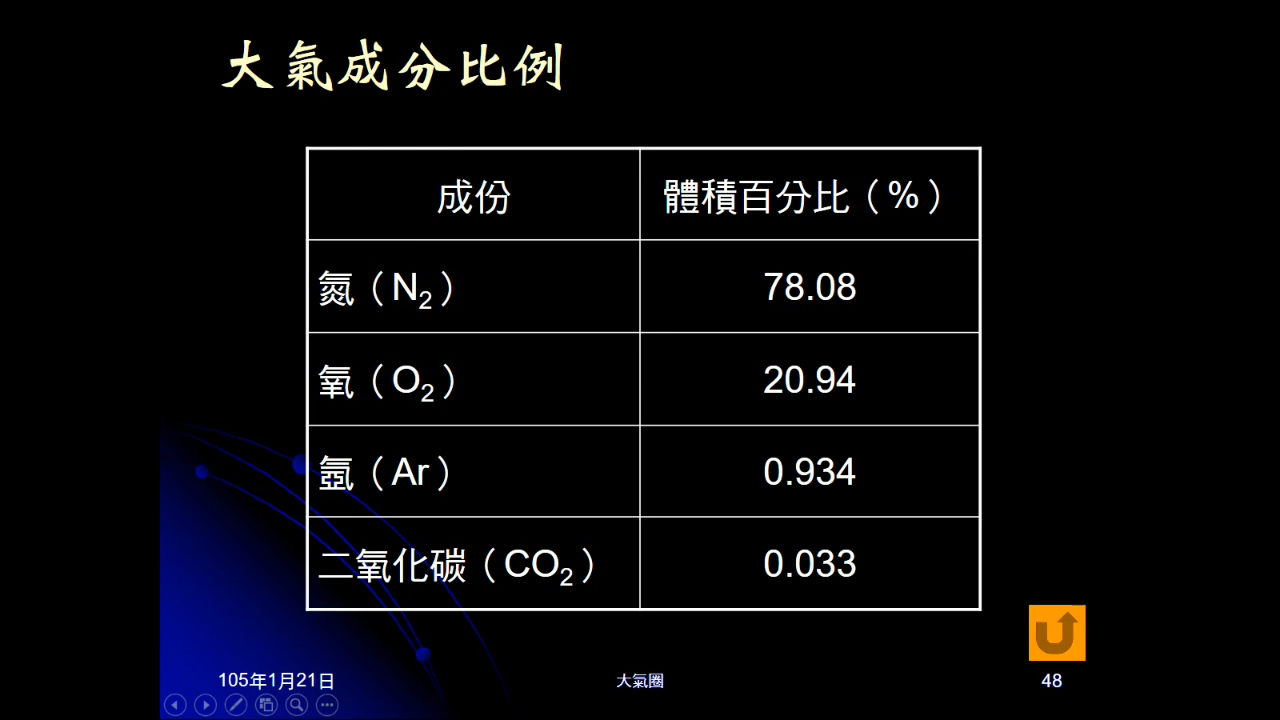 大氣成分比例
成份 體積百分比（%）
氮（N₂） 78.08
氧（O₂） 20.94
氬（Ar） 0.934
二氧化碳（CO₂） 0.033
105年1月21日 大氣圈 48